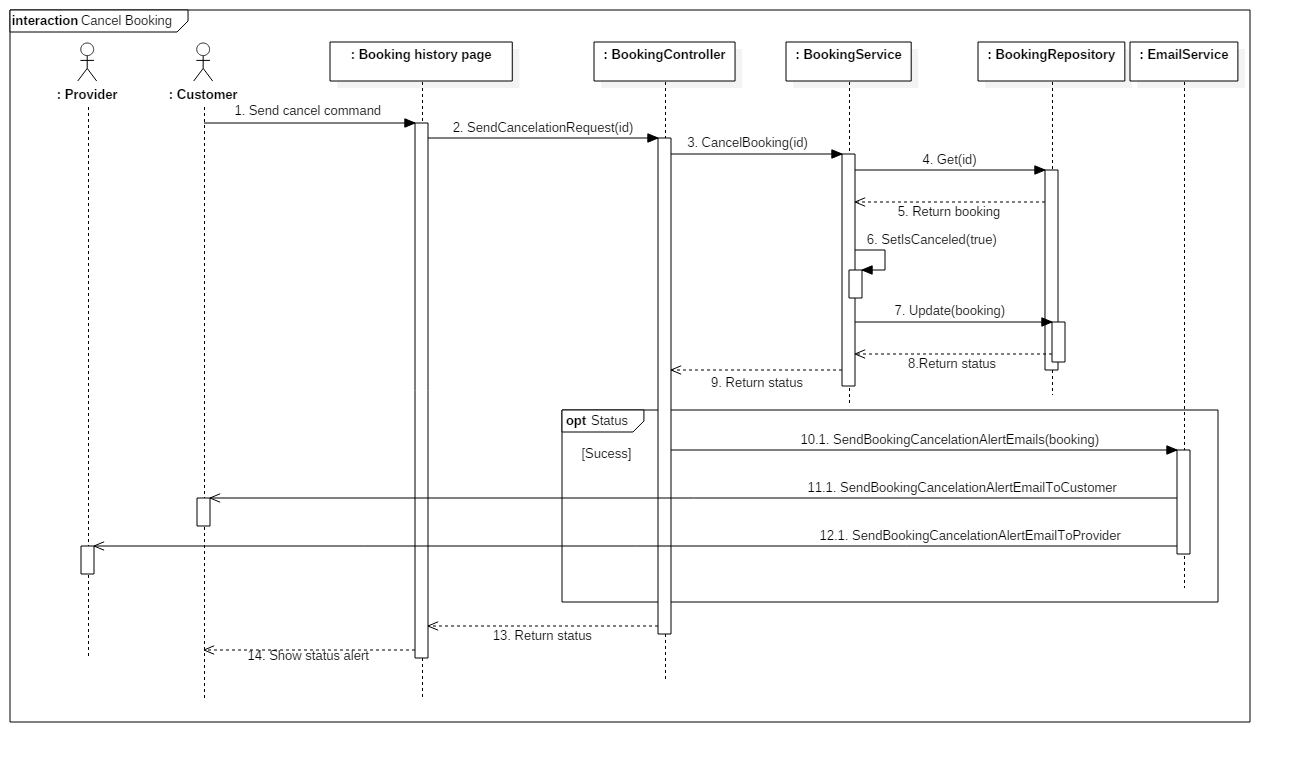 interaction Cancel Booking
: Provider
: Customer
: Booking history page
: BookingController
: BookingService
: BookingRepository
: EmailService
1. Send cancel command
2. SendCancelationRequest(id)
3. CancelBooking(id)
4. Get(id)
5. Return booking
6. SetIsCanceled(true)
7. Update(booking)
8.Return status
9. Return status
opt Status
[Sucess]
10.1. SendBookingCancelationAlertEmails(booking)
11.1. SendBookingCancelationAlertEmailToCustomer
12.1. SendBookingCancelationAlertEmailToProvider
13. Return status
14. Show status alert